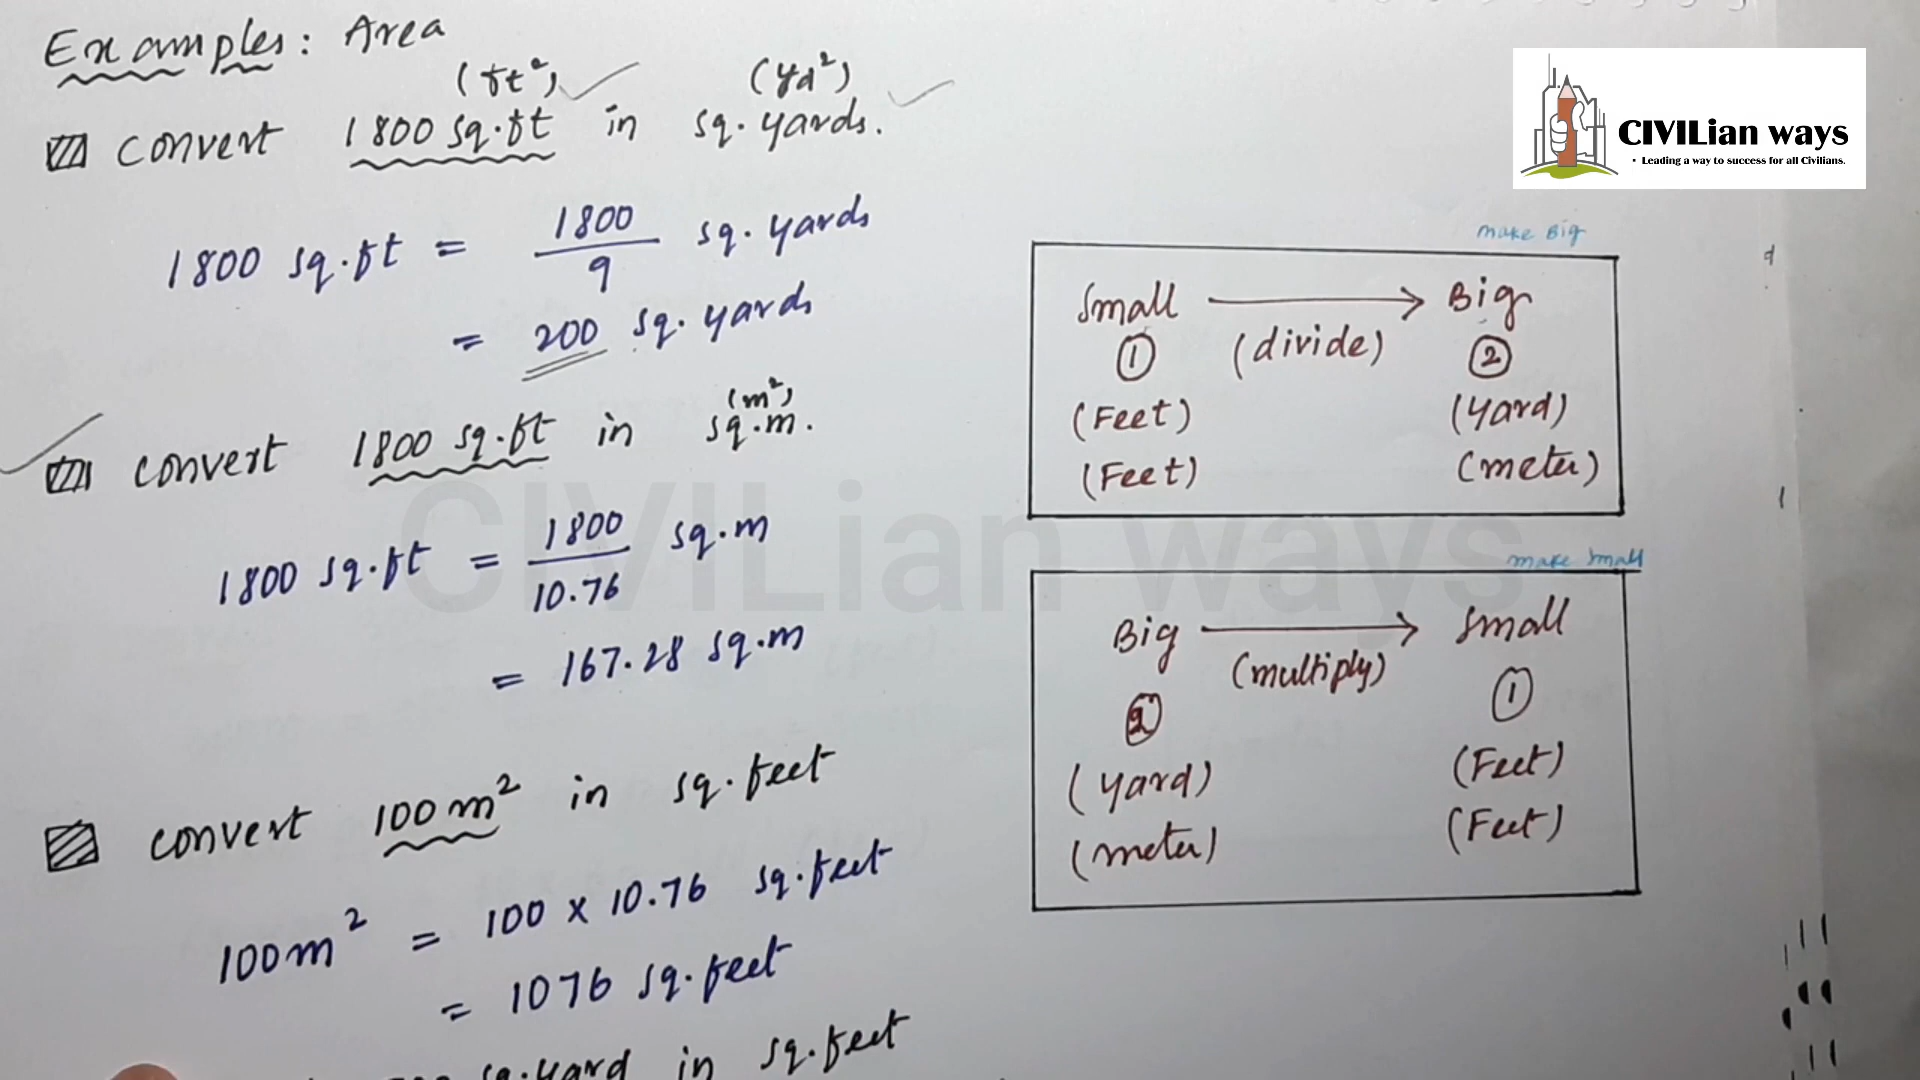 Examples: Area
(ft²) (yd²)
convert 1800 sq.ft in sq.yards.
1800 sq.ft = 1800/9 sq.yards
= 200 sq.yards
(m²)
convert 1800 sq.ft in sq.m.
1800 sq.ft = 1800/10.76 sq.m
= 167.28 sq.m
convert 100m² in sq.feet
100m² = 100 x 10.76 sq.feet
= 1076 sq.feet
sq.yard in sq.feet
CIVILian ways
• Leading a way to success for all Civilians.
make Big
Small → Big
(divide)
① ②
(Feet) (Yard)
(Feet) (meter)
make small
Big → Small
(multiply)
② ①
(Yard) (Feet)
(meter) (Feet)
CIVILian ways